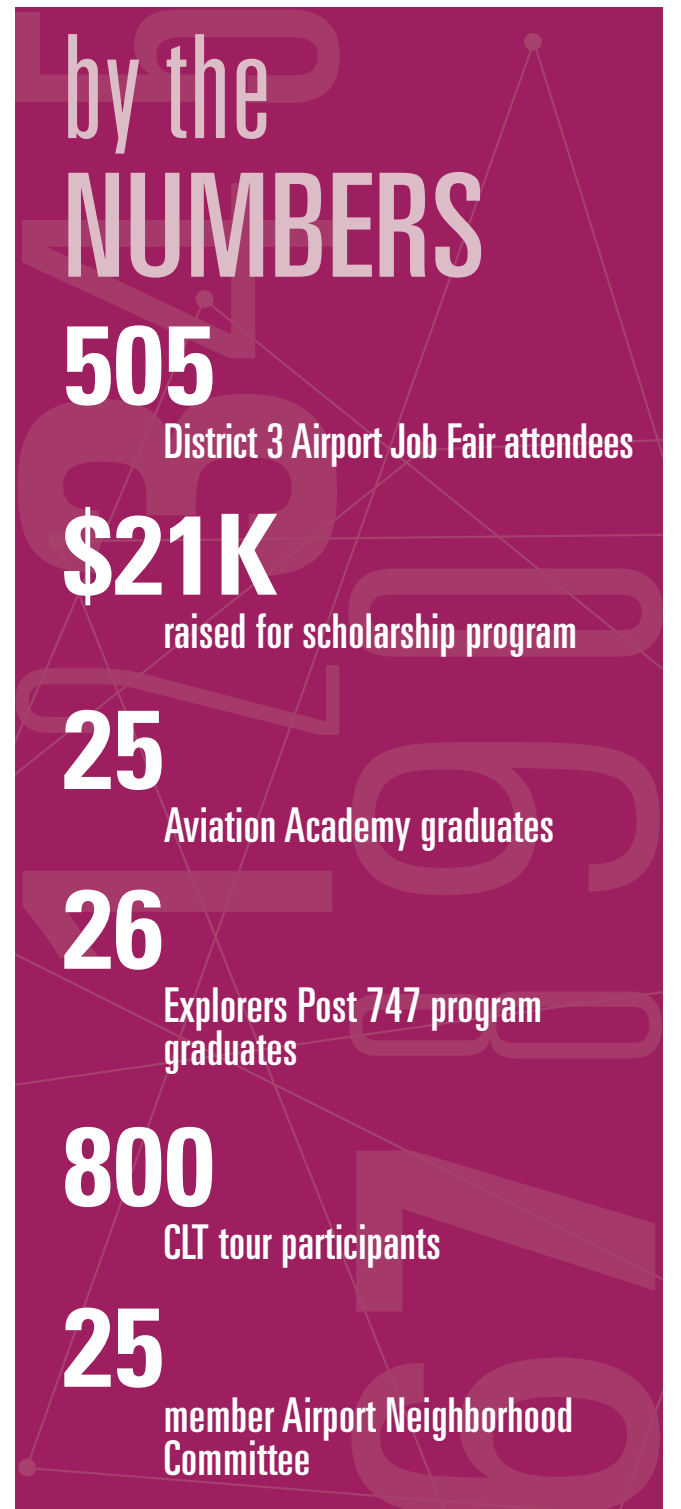 by the
NUMBERS
505
District 3 Airport Job Fair attendees
$21K
raised for scholarship program
25
Aviation Academy graduates
26
Explorers Post 747 program
graduates
800
CLT tour participants
25
member Airport Neighborhood
Committee